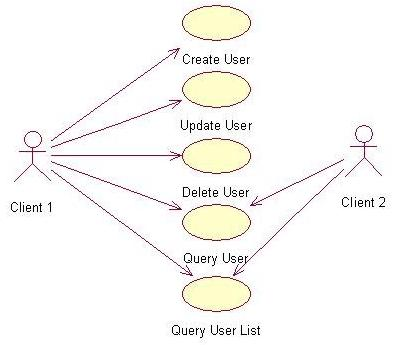 Create User
Update User
Delete User
Client 1
Client 2
Query User
Query User List